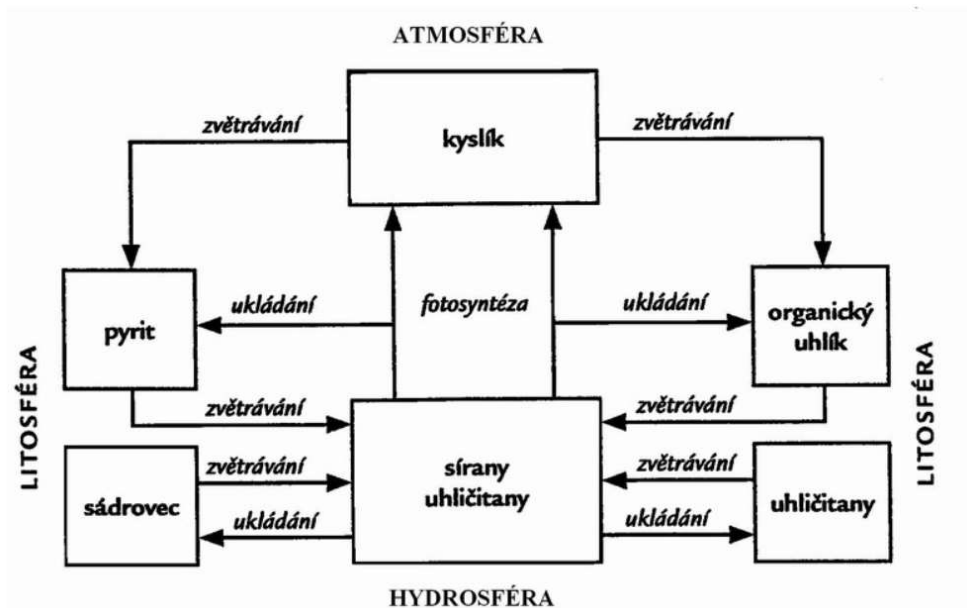 ATMOSFÉRA
zvětrávání
kyslík
zvětrávání
pyrit
ukládání
fotosyntéza
ukládání
organický
uhlík
LITOSFÉRA
LITOSFÉRA
zvětrávání
zvětrávání
sádrovec
zvětrávání
ukládání
sírany
uhličitany
zvětrávání
ukládání
uhličitany
HYDROSFÉRA